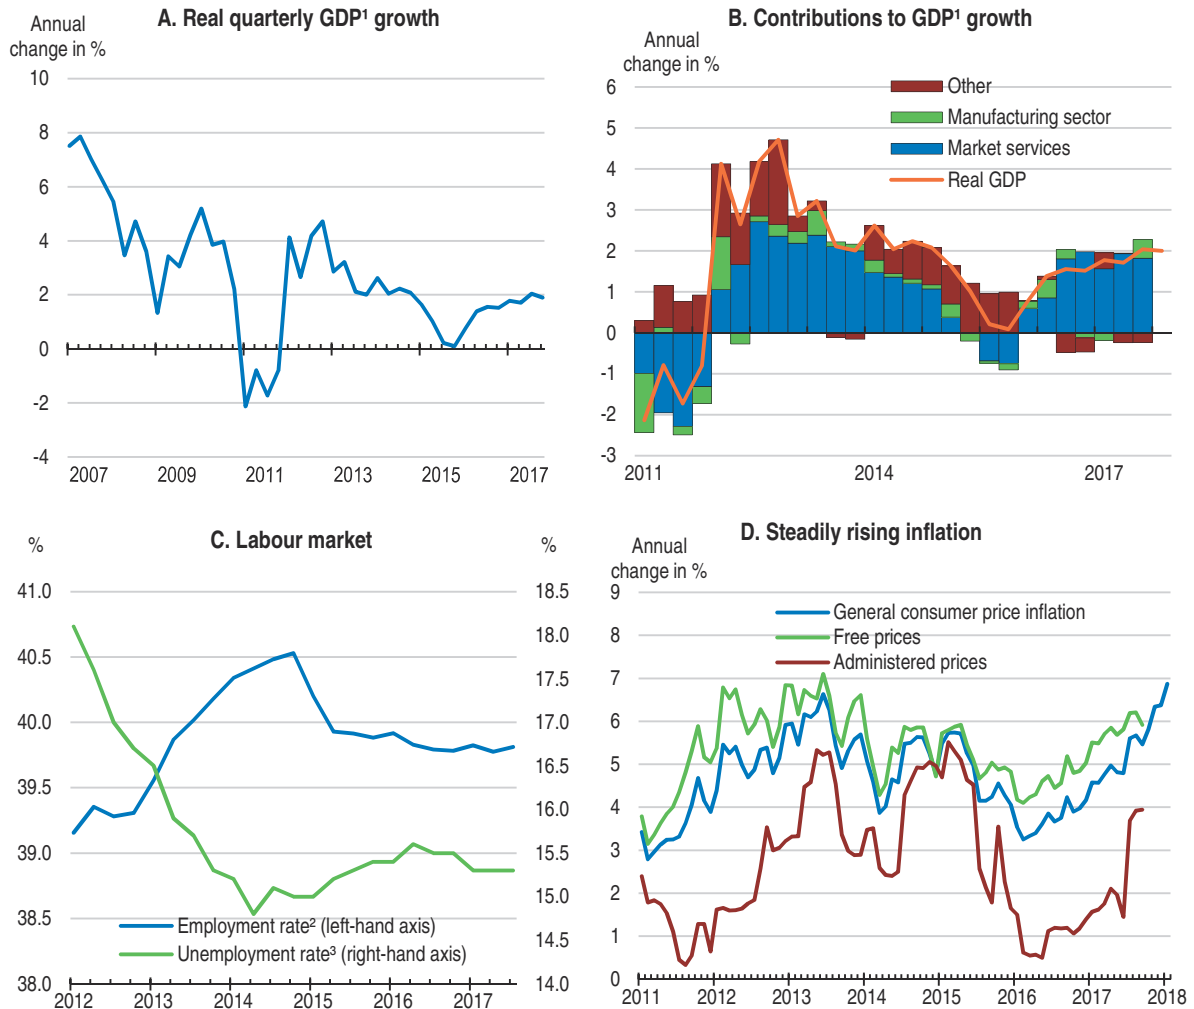 A. Real quarterly GDP¹ growth
Annual
change in %
10
8
6
4
2
0
-2
-4
2007 2009 2011 2013 2015 2017
B. Contributions to GDP¹ growth
Annual
change in %
6
5
4
3
2
1
0
-1
-2
-3
Other
Manufacturing sector
Market services
Real GDP
2011 2014 2017
C. Labour market
% %
41.0
40.5
40.0
39.5
39.0
38.5
38.0
18.5
18.0
17.5
17.0
16.5
16.0
15.5
15.0
14.5
14.0
Employment rate² (left-hand axis)
Unemployment rate³ (right-hand axis)
2012 2013 2014 2015 2016 2017
D. Steadily rising inflation
Annual
change in %
9
8
7
6
5
4
3
2
1
0
General consumer price inflation
Free prices
Administered prices
2011 2012 2013 2014 2015 2016 2017 2018